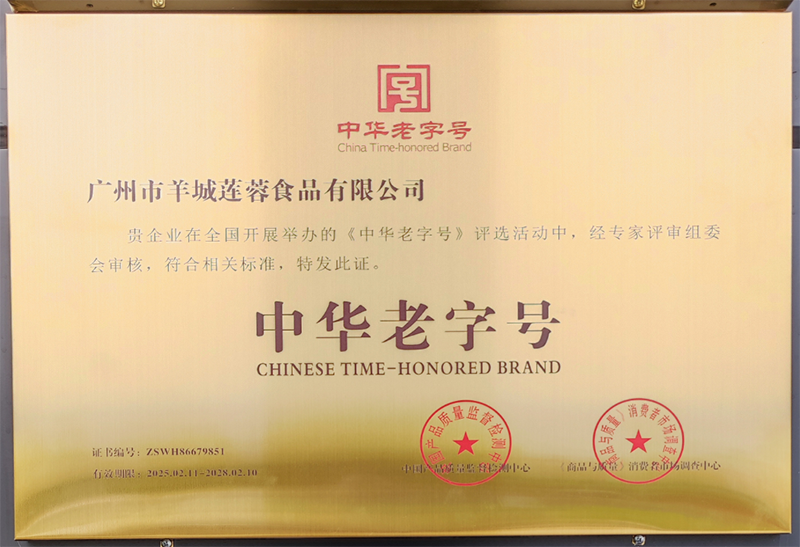 中华老字号
China Time-honored Brand
广州市羊城莲蓉食品有限公司
贵企业在全国开展举办的《中华老字号》评选活动中，经专家评审组委
会审核，符合相关标准，特发此证。
中华老字号
CHINESE TIME-HONORED BRAND
证书编号：ZSWH86679851
有效期限：2025.02.11-2028.02.10
中国产品质量监督检测中心
《商品与质量》消费者市场调查中心